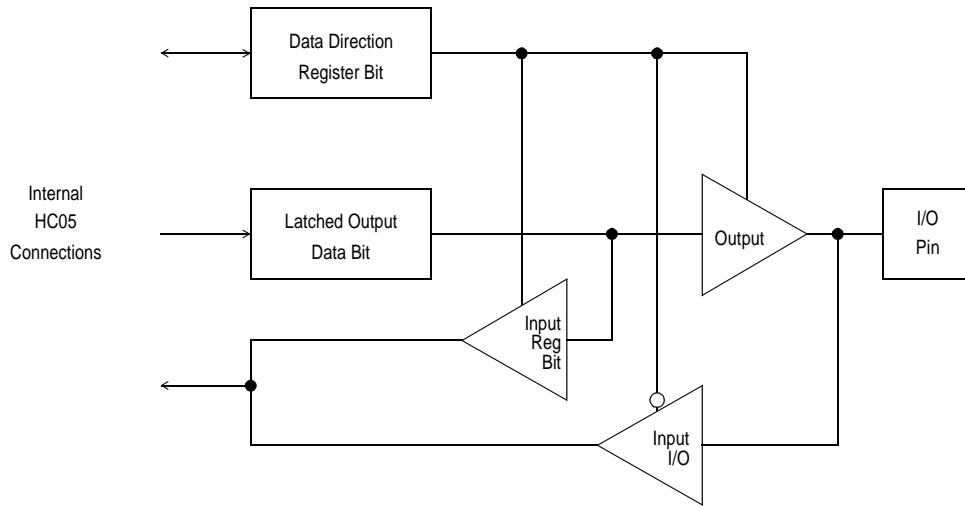 Data Direction
Register Bit
Internal
HC05
Connections
Latched Output
Data Bit
Output
I/O
Pin
Input
Reg
Bit
Input
I/O